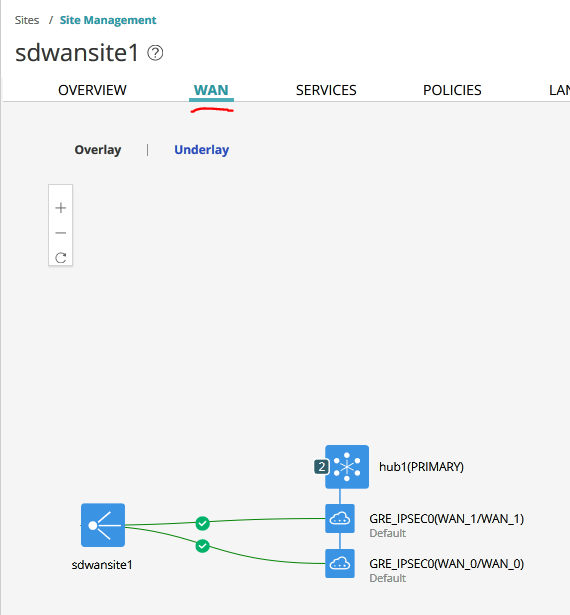 Sites / Site Management
sdwansite1 ?
OVERVIEW WAN SERVICES POLICIES LAN
Overlay | Underlay
+
−
2 hub1(PRIMARY)
GRE_IPSEC0(WAN_1/WAN_1)
Default
sdwansite1
GRE_IPSEC0(WAN_0/WAN_0)
Default